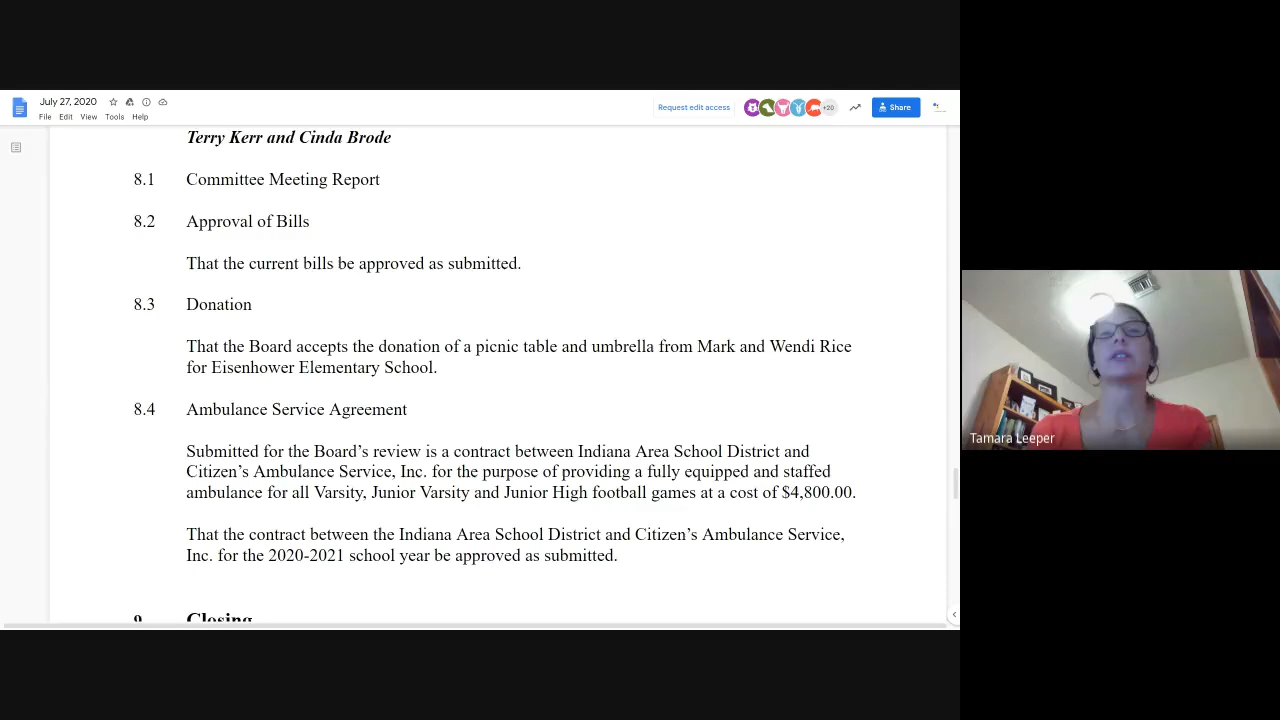 July 27, 2020
File Edit View Tools Help
Request edit access
+20
Share
Terry Kerr and Cinda Brode
8.1 Committee Meeting Report
8.2 Approval of Bills
That the current bills be approved as submitted.
8.3 Donation
That the Board accepts the donation of a picnic table and umbrella from Mark and Wendi Rice
for Eisenhower Elementary School.
8.4 Ambulance Service Agreement
Submitted for the Board’s review is a contract between Indiana Area School District and
Citizen’s Ambulance Service, Inc. for the purpose of providing a fully equipped and staffed
ambulance for all Varsity, Junior Varsity and Junior High football games at a cost of $4,800.00.
That the contract between the Indiana Area School District and Citizen’s Ambulance Service,
Inc. for the 2020-2021 school year be approved as submitted.
9 Closing
Tamara Leeper